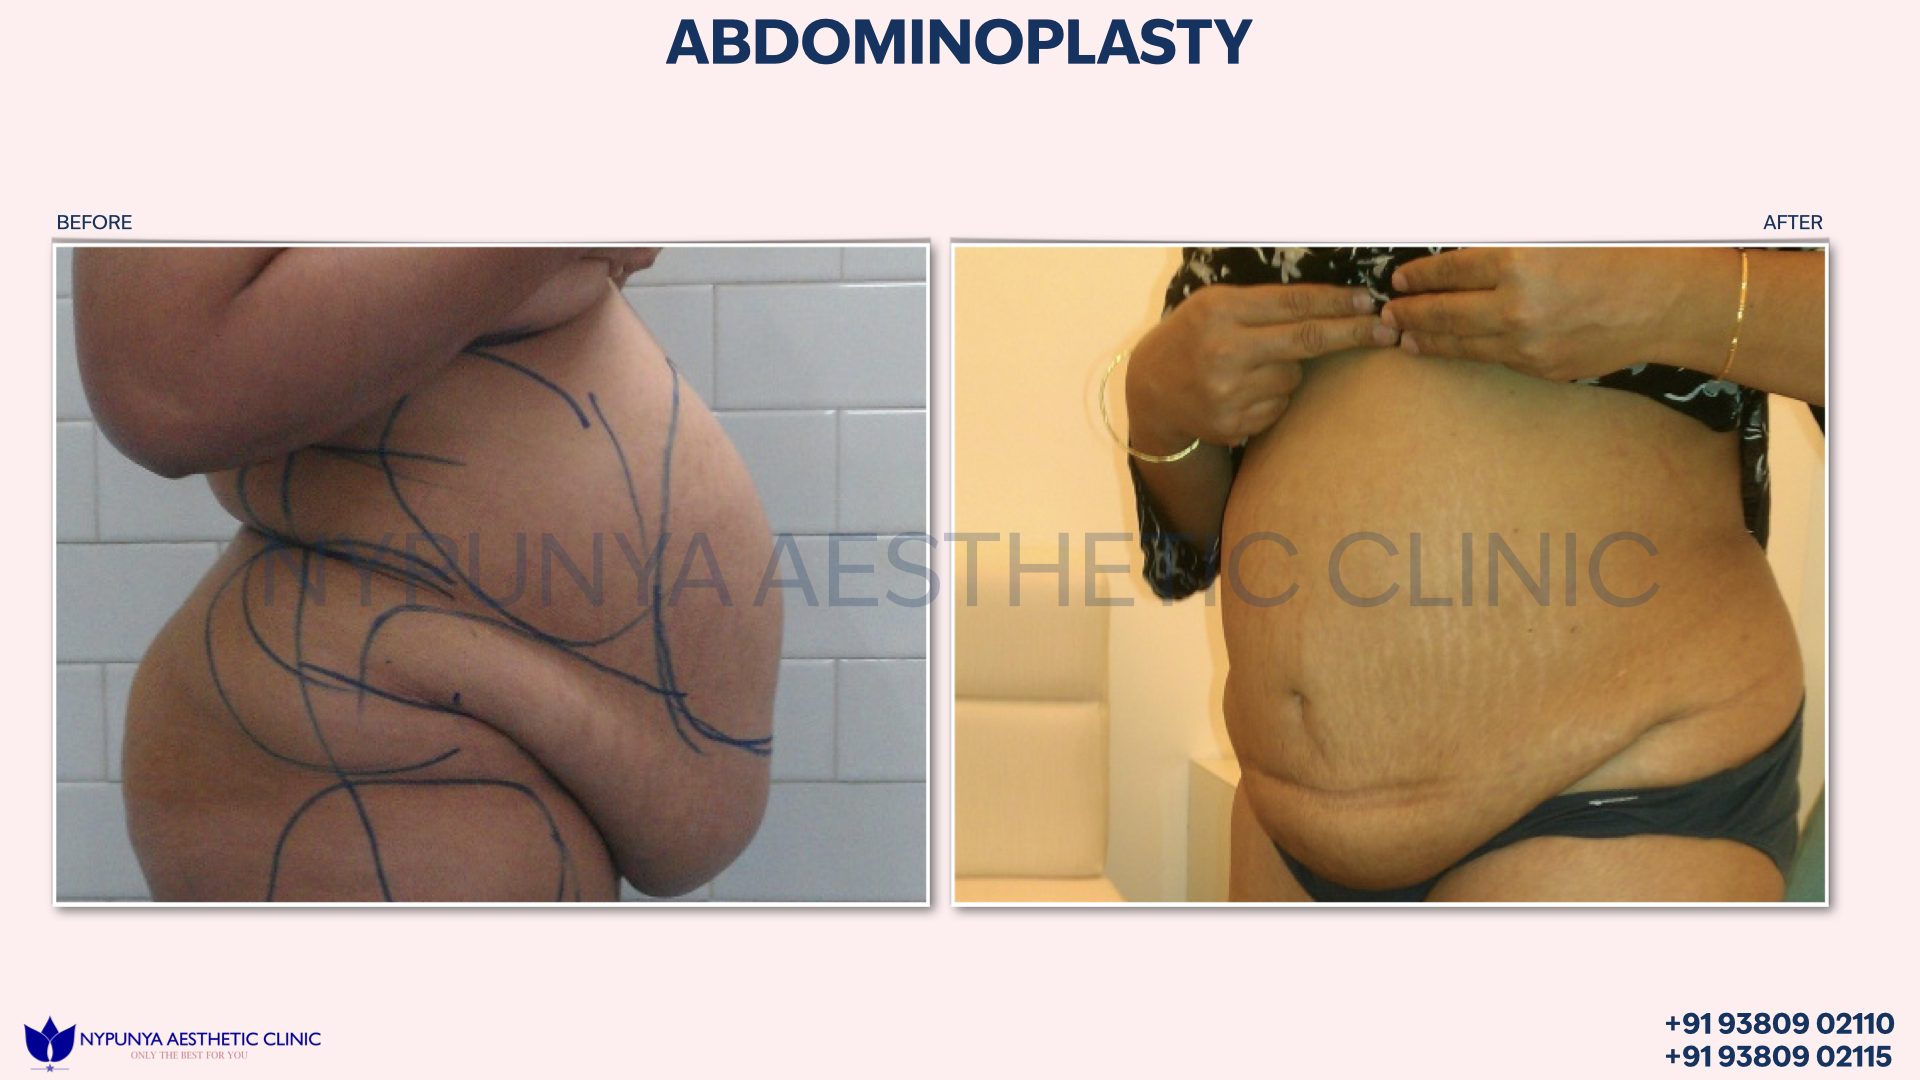 ABDOMINOPLASTY
BEFORE
AFTER
NYPUNYA AESTHETIC CLINIC
NYPUNYA AESTHETIC CLINIC
ONLY THE BEST FOR YOU
+91 93809 02110
+91 93809 02115